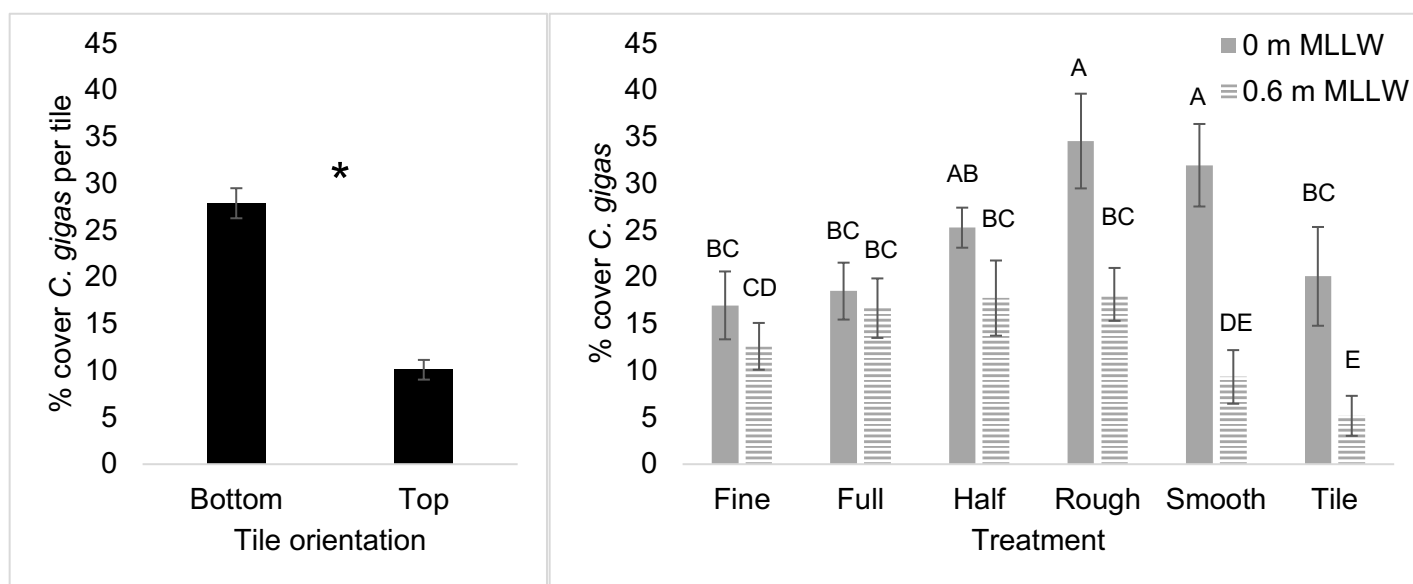 % cover C. gigas per tile
45
40
35
30
25
20
15
10
5
0
*
Bottom Top
Tile orientation
% cover C. gigas
45
40
35
30
25
20
15
10
5
0
0 m MLLW
0.6 m MLLW
BC CD BC BC AB BC A BC A DE BC E
Fine Full Half Rough Smooth Tile
Treatment